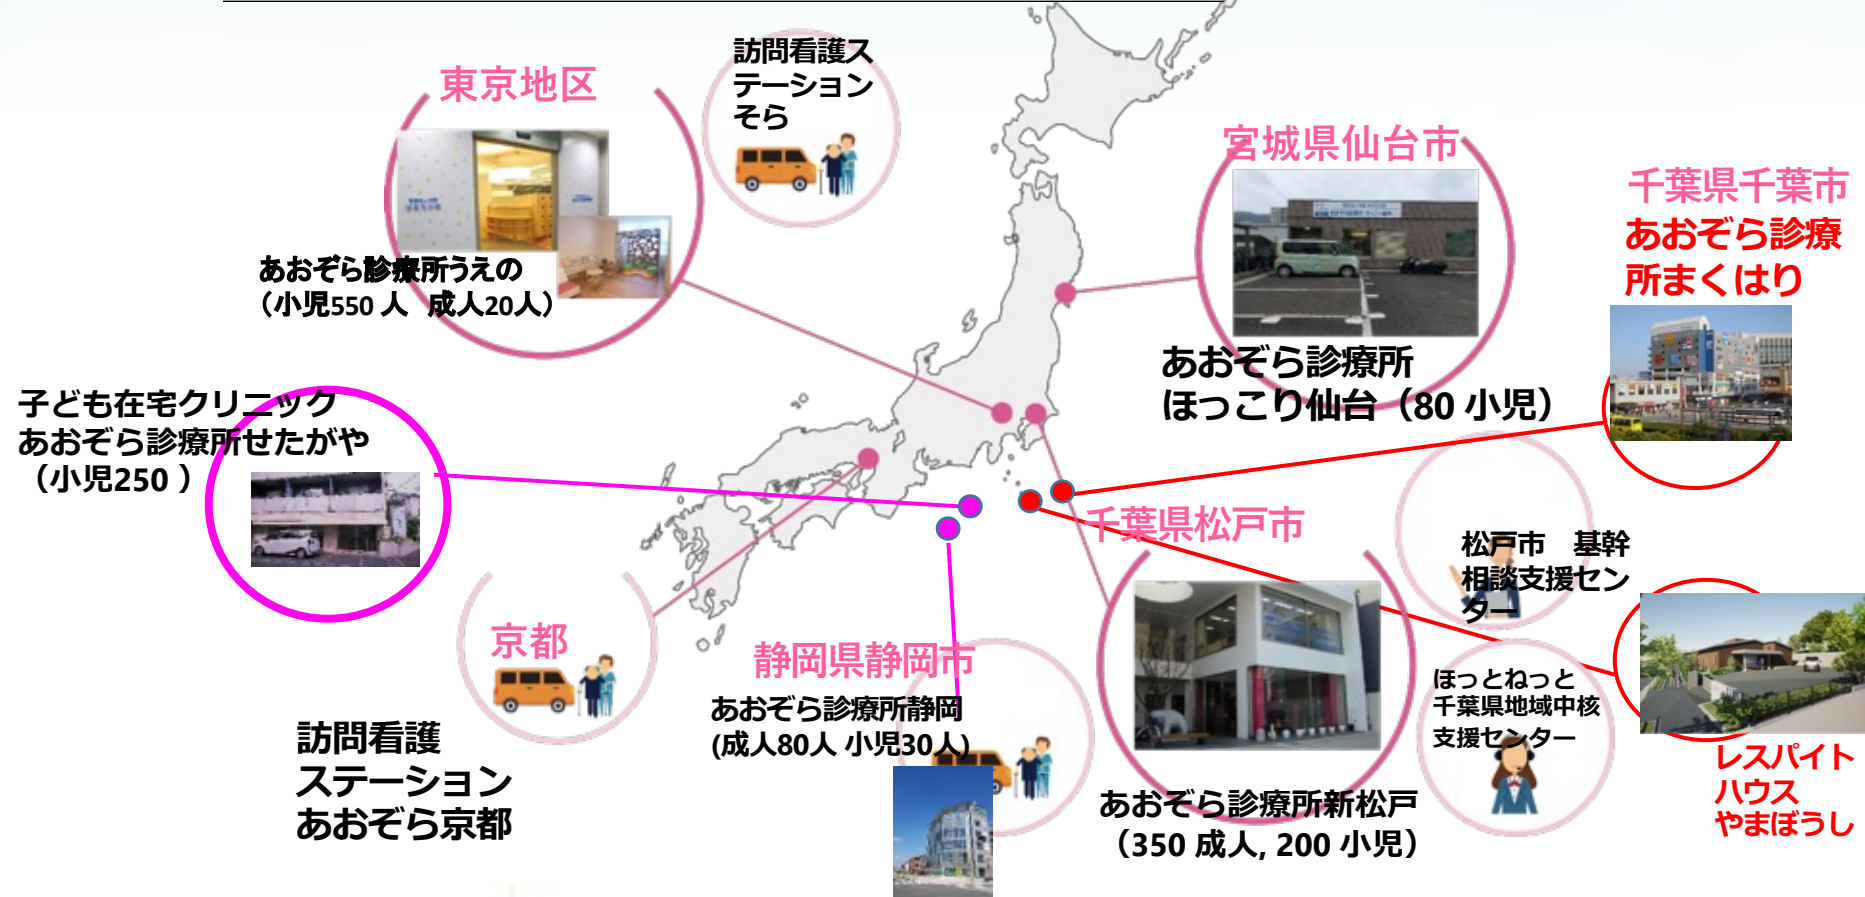 東京地区
訪問看護ス
テーション
そら
あおぞら診療所うえの
（小児550 人 成人20人）
宮城県仙台市
あおぞら診療所
ほっこり仙台（80 小児）
千葉県千葉市
あおぞら診療
所まくはり
子ども在宅クリニック
あおぞら診療所せたがや
（小児250 ）
京都
訪問看護
ステーション
あおぞら京都
静岡県静岡市
あおぞら診療所静岡
(成人80人 小児30人)
千葉県松戸市
あおぞら診療所新松戸
（350 成人, 200 小児）
松戸市　基幹
相談支援セン
ター
ほっとねっと
千葉県地域中核
支援センター
レスパイト
ハウス
やまぼうし